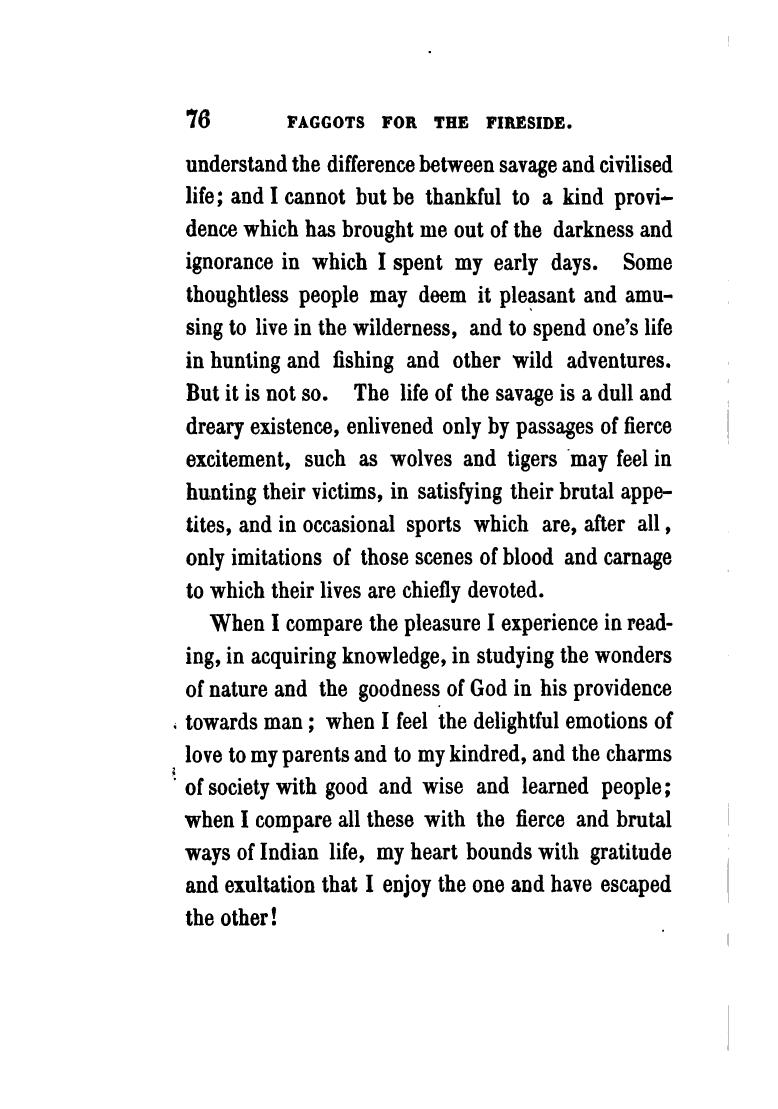 76 FAGGOTS FOR THE FIRESIDE.
understand the difference between savage and civilised
life; and I cannot but be thankful to a kind provi-
dence which has brought me out of the darkness and
ignorance in which I spent my early days. Some
thoughtless people may deem it pleasant and amu-
sing to live in the wilderness, and to spend one's life
in hunting and fishing and other wild adventures.
But it is not so. The life of the savage is a dull and
dreary existence, enlivened only by passages of fierce
excitement, such as wolves and tigers may feel in
hunting their victims, in satisfying their brutal appe-
tites, and in occasional sports which are, after all,
only imitations of those scenes of blood and carnage
to which their lives are chiefly devoted.
When I compare the pleasure I experience in read-
ing, in acquiring knowledge, in studying the wonders
of nature and the goodness of God in his providence
towards man; when I feel the delightful emotions of
love to my parents and to my kindred, and the charms
of society with good and wise and learned people;
when I compare all these with the fierce and brutal
ways of Indian life, my heart bounds with gratitude
and exultation that I enjoy the one and have escaped
the other!